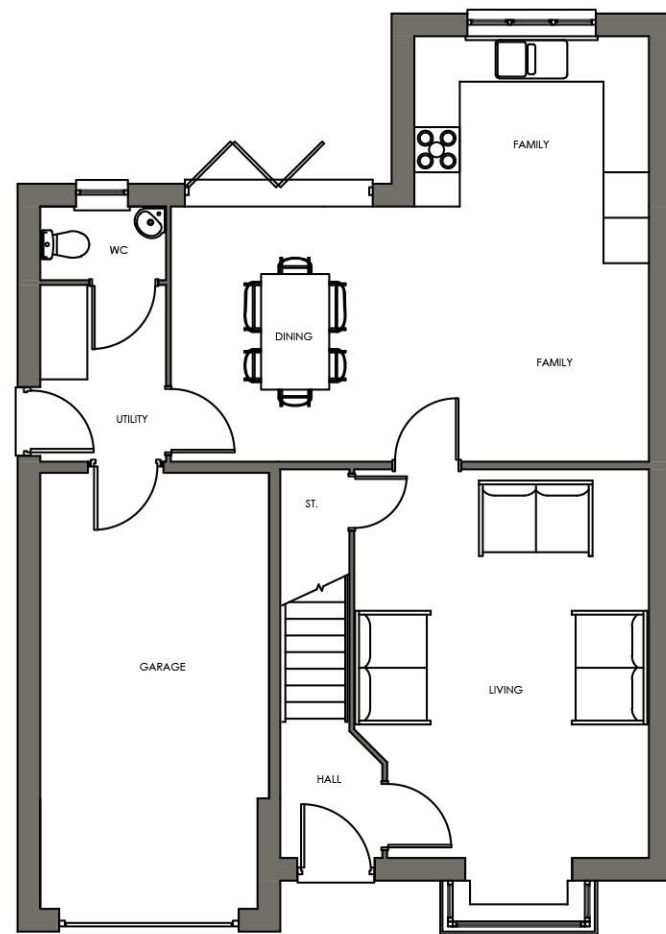 FAMILY
WC
DINING
FAMILY
UTILITY
ST.
GARAGE
LIVING
HALL